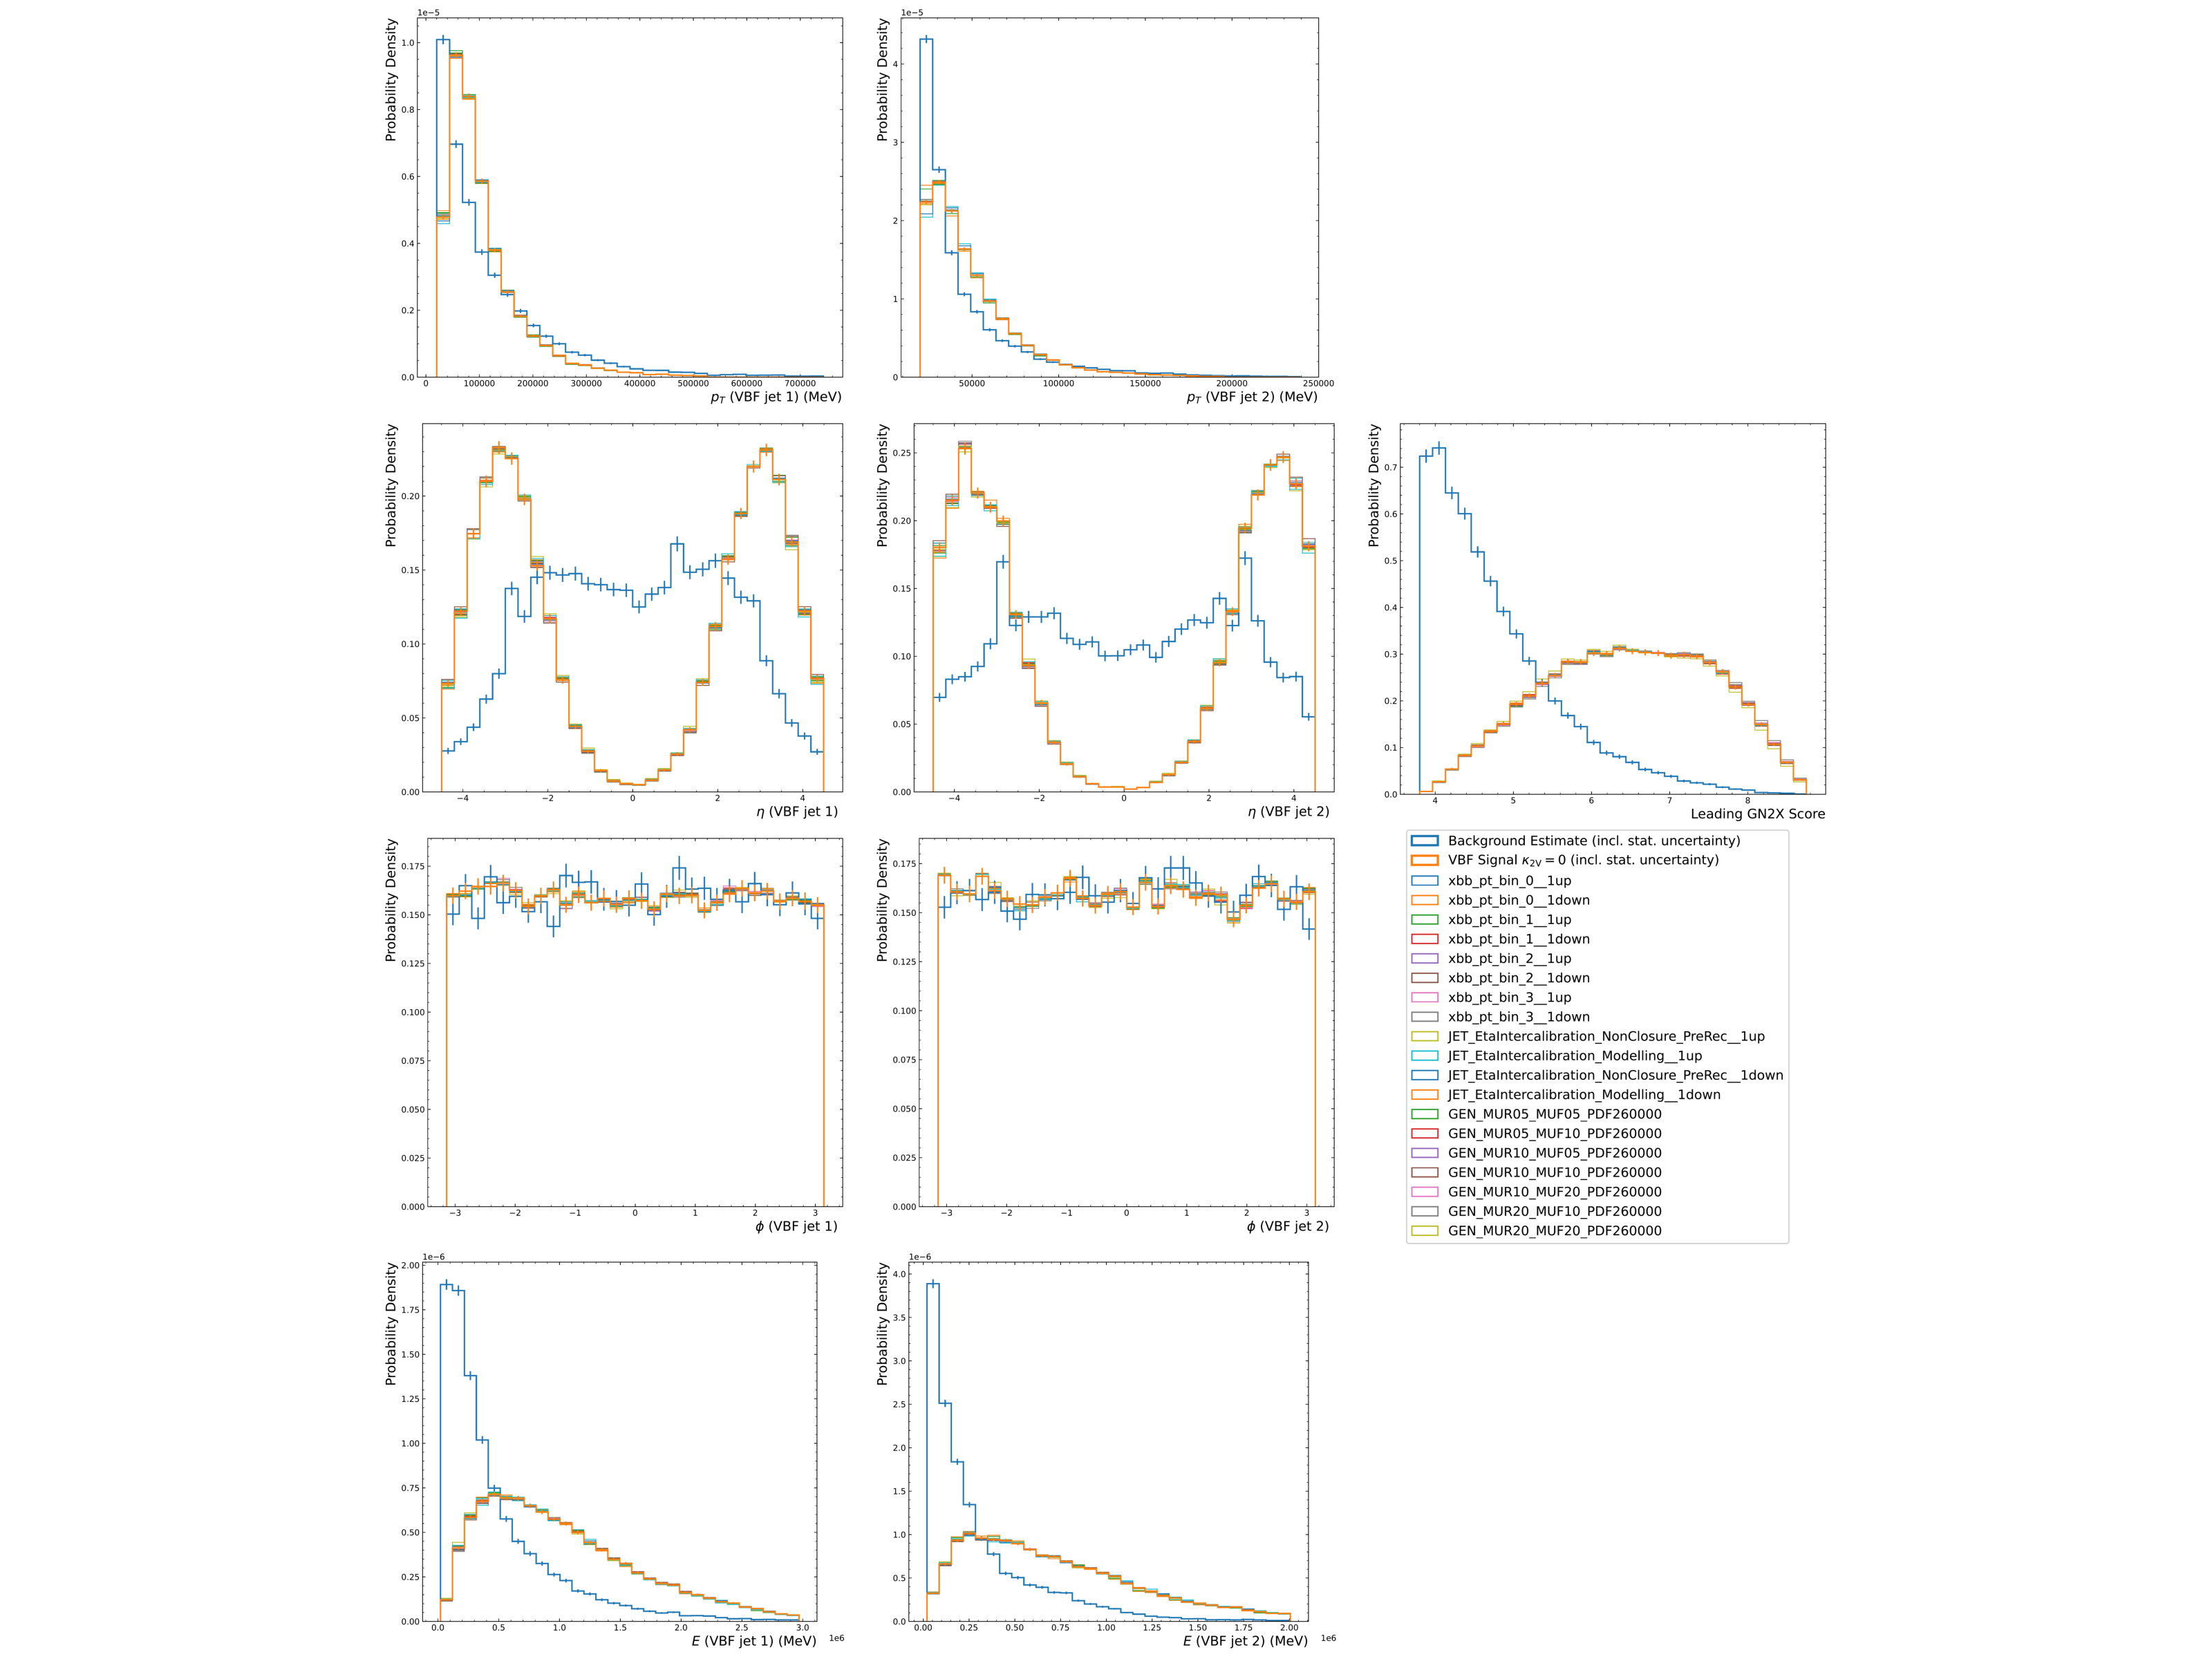 1e−5
Probability Density
1.0
0.8
0.6
0.4
0.2
0.0
0 100000 200000 300000 400000 500000 600000 700000
p_T (VBF jet 1) (MeV)
1e−5
Probability Density
4
3
2
1
0
50000 100000 150000 200000 250000
p_T (VBF jet 2) (MeV)
Probability Density
0.20
0.15
0.10
0.05
0.00
−4 −2 0 2 4
η (VBF jet 1)
Probability Density
0.25
0.20
0.15
0.10
0.05
0.00
−4 −2 0 2 4
η (VBF jet 2)
Probability Density
0.7
0.6
0.5
0.4
0.3
0.2
0.1
0.0
4 5 6 7 8
Leading GN2X Score
Probability Density
0.175
0.150
0.125
0.100
0.075
0.050
0.025
0.000
−3 −2 −1 0 1 2 3
ϕ (VBF jet 1)
Probability Density
0.175
0.150
0.125
0.100
0.075
0.050
0.025
0.000
−3 −2 −1 0 1 2 3
ϕ (VBF jet 2)
Background Estimate (incl. stat. uncertainty)
VBF Signal κ_2V = 0 (incl. stat. uncertainty)
xbb_pt_bin_0__1up
xbb_pt_bin_0__1down
xbb_pt_bin_1__1up
xbb_pt_bin_1__1down
xbb_pt_bin_2__1up
xbb_pt_bin_2__1down
xbb_pt_bin_3__1up
xbb_pt_bin_3__1down
JET_EtaIntercalibration_NonClosure_PreRec__1up
JET_EtaIntercalibration_Modelling__1up
JET_EtaIntercalibration_NonClosure_PreRec__1down
JET_EtaIntercalibration_Modelling__1down
GEN_MUR05_MUF05_PDF260000
GEN_MUR05_MUF10_PDF260000
GEN_MUR10_MUF05_PDF260000
GEN_MUR10_MUF10_PDF260000
GEN_MUR10_MUF20_PDF260000
GEN_MUR20_MUF10_PDF260000
GEN_MUR20_MUF20_PDF260000
1e−6
Probability Density
2.00
1.75
1.50
1.25
1.00
0.75
0.50
0.25
0.00
0.0 0.5 1.0 1.5 2.0 2.5 3.0
E (VBF jet 1) (MeV) 1e6
1e−6
Probability Density
4.0
3.5
3.0
2.5
2.0
1.5
1.0
0.5
0.0
0.00 0.25 0.50 0.75 1.00 1.25 1.50 1.75 2.00
E (VBF jet 2) (MeV) 1e6